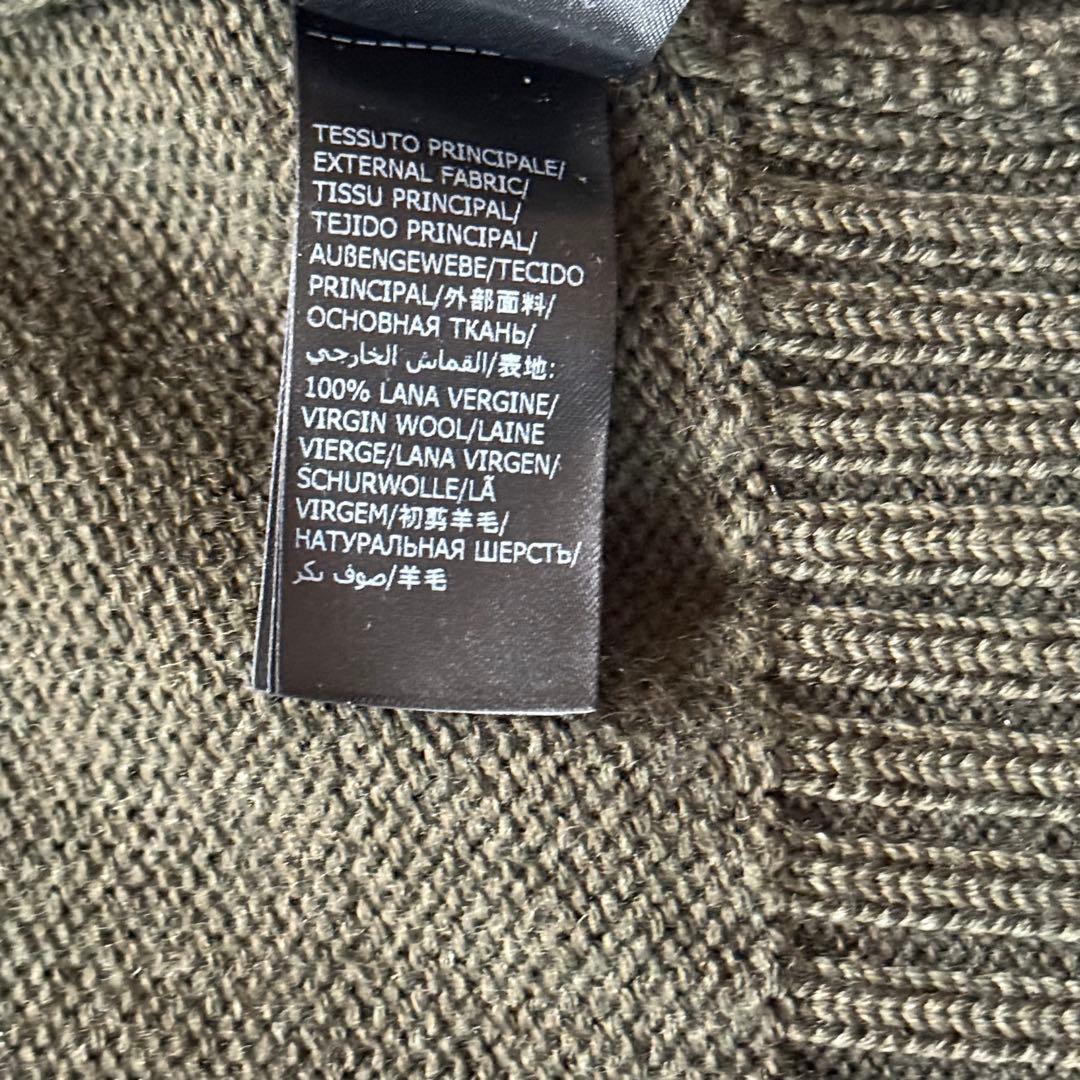 TESSUTO PRINCIPALE/
EXTERNAL FABRIC/
TISSU PRINCIPAL/
TEJIDO PRINCIPAL/
AUßENGEWEBE/TECIDO
PRINCIPAL/外部面料/
ОСНОВНАЯ ТКАНЬ/
القماش الخارجي/表地:
100% LANA VERGINE/
VIRGIN WOOL/LAINE
VIERGE/LANA VIRGEN/
SCHURWOLLE/LÃ
VIRGEM/初剪羊毛/
НАТУРАЛЬНАЯ ШЕРСТЬ/
صوف بكر/羊毛